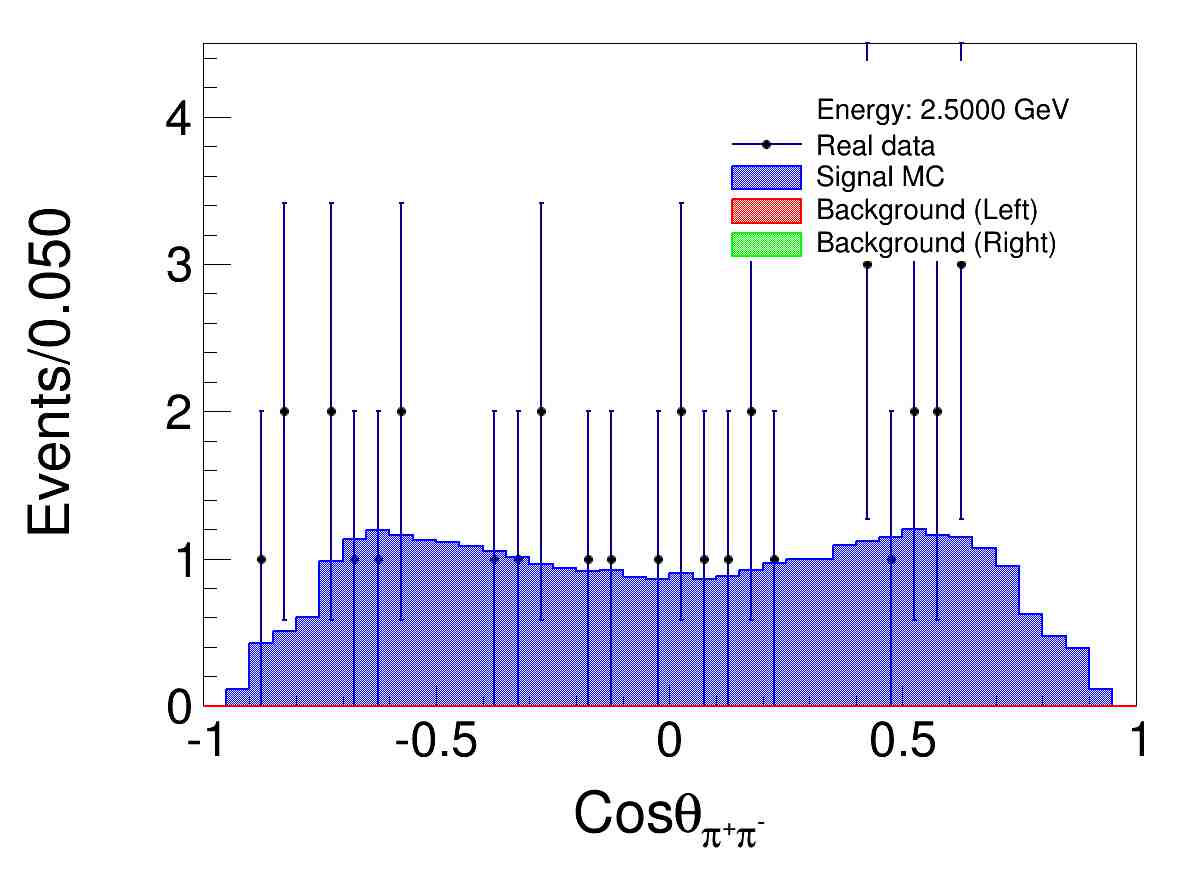 Energy: 2.5000 GeV
Real data
Signal MC
Background (Left)
Background (Right)
Events/0.050
4
3
2
1
0
-1 -0.5 0 0.5 1
Cosθπ⁺π⁻